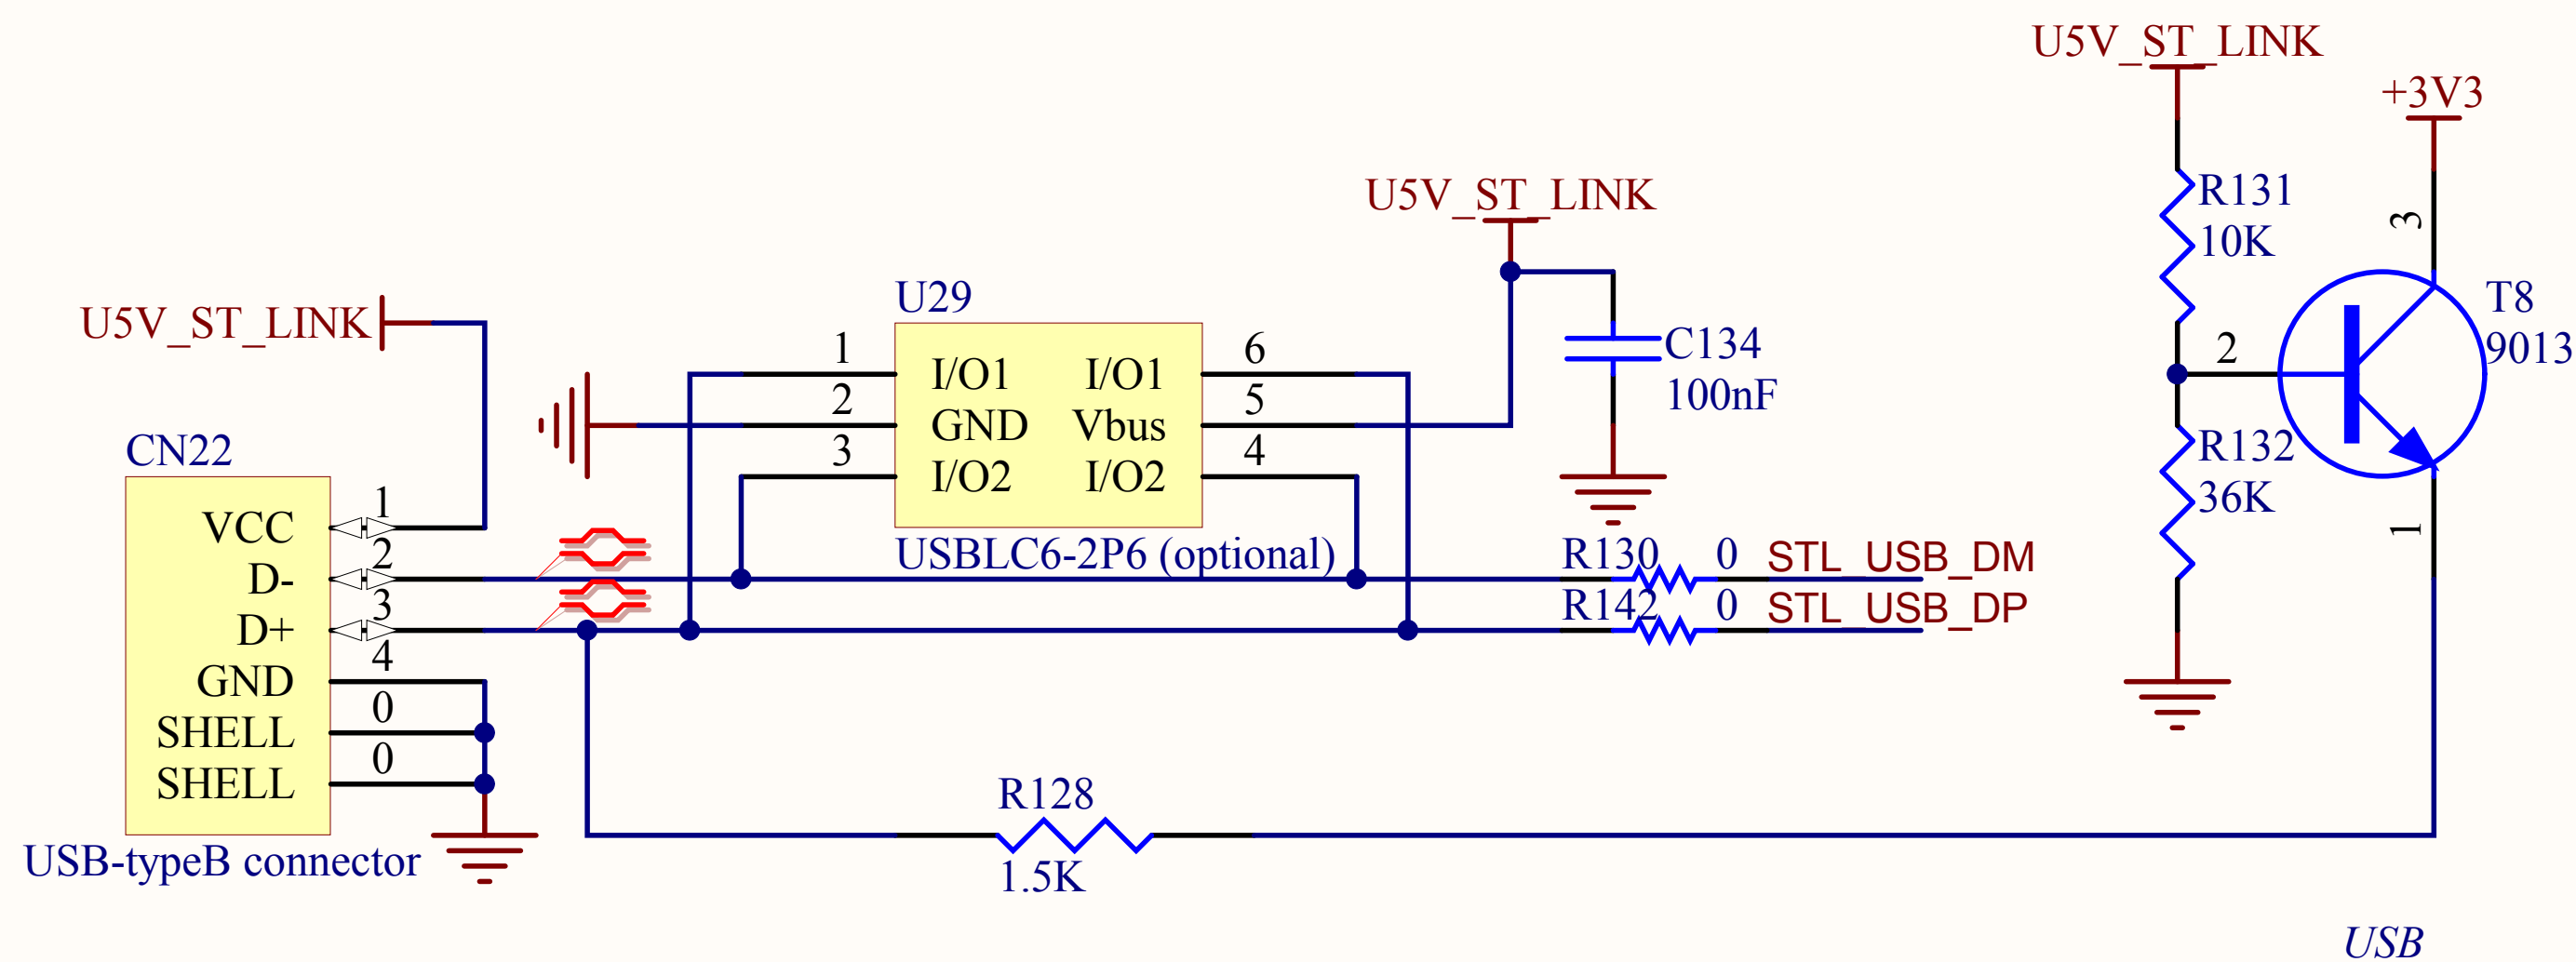 U5V_ST_LINK
+3V3
R131
10K
3
T8
9013
2
R132
36K
1
U5V_ST_LINK
C134
100nF
U29
1 I/O1 I/O1 6
2 GND Vbus 5
3 I/O2 I/O2 4
USBLC6-2P6 (optional)
U5V_ST_LINK
CN22
VCC 1
D- 2
D+ 3
GND 4
SHELL 0
SHELL 0
USB-typeB connector
R130 0 STL_USB_DM
R142 0 STL_USB_DP
R128
1.5K
USB